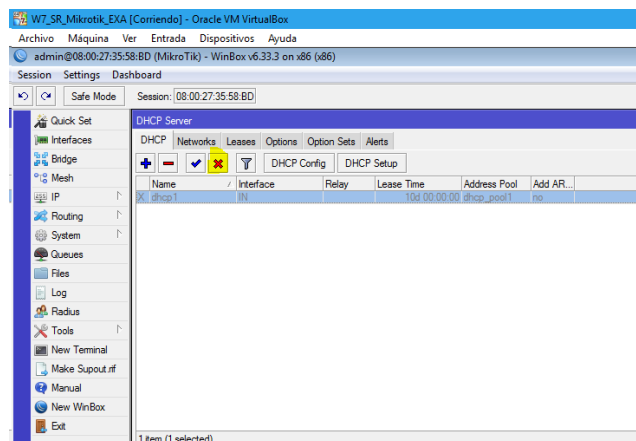 W7_SR_Mikrotik_EXA [Corriendo] - Oracle VM VirtualBox
Archivo Máquina Ver Entrada Dispositivos Ayuda
admin@08:00:27:35:58:BD (MikroTik) - WinBox v6.33.3 on x86 (x86)
Session Settings Dashboard
Safe Mode Session: 08:00:27:35:58:BD
Quick Set
Interfaces
Bridge
Mesh
IP
Routing
System
Queues
Files
Log
Radius
Tools
New Terminal
Make Supout.rif
Manual
New WinBox
Exit
DHCP Server
DHCP Networks Leases Options Option Sets Alerts
DHCP Config DHCP Setup
Name / Interface Relay Lease Time Address Pool Add AR...
X dhcp1 IN 10d 00:00:00 dhcp_pool1 no
1 item (1 selected)